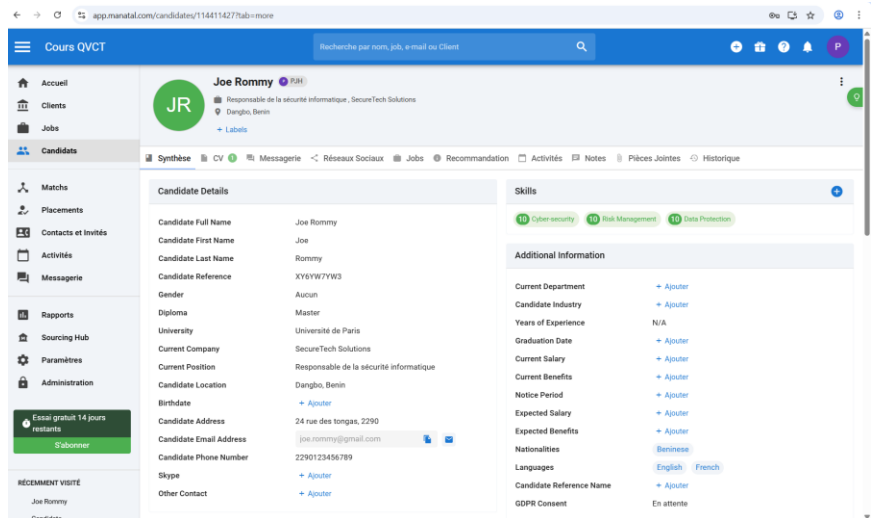 app.manatal.com/candidates/114411427?tab=more
Cours QVCT
Recherche par nom, job, e-mail ou Client
P
Accueil
Clients
Jobs
Candidats
Matchs
Placements
Contacts et Invités
Activités
Messagerie
Rapports
Sourcing Hub
Paramètres
Administration
Essai gratuit 14 jours
restants
S'abonner
RÉCEMMENT VISITÉ
Joe Rommy
Candidate
JR
Joe Rommy P PJH
Responsable de la sécurité informatique , SecureTech Solutions
Dangbo, Benin
+ Labels
Synthèse CV 1 Messagerie Réseaux Sociaux Jobs Recommandation Activités Notes Pièces Jointes Historique
Candidate Details
Candidate Full Name Joe Rommy
Candidate First Name Joe
Candidate Last Name Rommy
Candidate Reference XY6YW7YW3
Gender Aucun
Diploma Master
University Université de Paris
Current Company SecureTech Solutions
Current Position Responsable de la sécurité informatique
Candidate Location Dangbo, Benin
Birthdate + Ajouter
Candidate Address 24 rue des tongas, 2290
Candidate Email Address joe.rommy@gmail.com
Candidate Phone Number 2290123456789
Skype + Ajouter
Other Contact + Ajouter
Skills
10 Cyber-security 10 Risk Management 10 Data Protection
Additional Information
Current Department + Ajouter
Candidate Industry + Ajouter
Years of Experience N/A
Graduation Date + Ajouter
Current Salary + Ajouter
Current Benefits + Ajouter
Notice Period + Ajouter
Expected Salary + Ajouter
Expected Benefits + Ajouter
Nationalities Beninese
Languages English French
Candidate Reference Name + Ajouter
GDPR Consent En attente